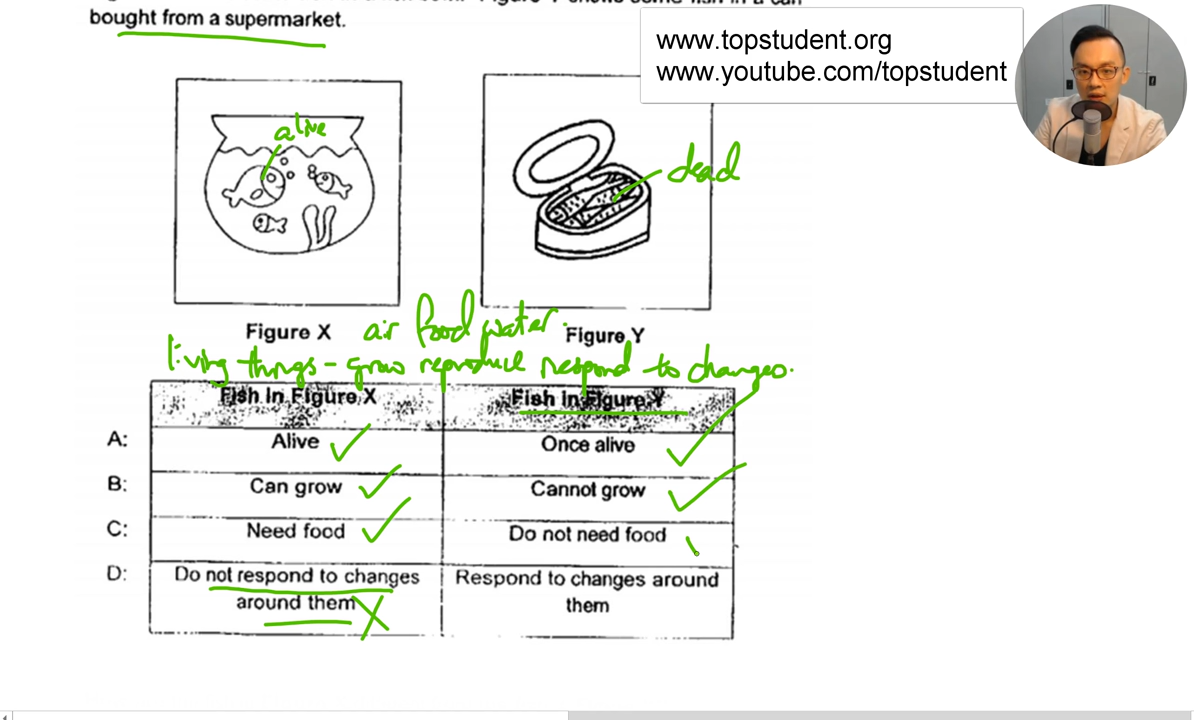 bought from a supermarket.
www.topstudent.org
www.youtube.com/topstudent
alive
dead
Figure X
air food water.
Figure Y
living things - grow reproduce respond to changes.
Fish In Figure X
Fish In Figure Y
A:
Alive
Once alive
B:
Can grow
Cannot grow
C:
Need food
Do not need food
D:
Do not respond to changes
around them
Respond to changes around
them